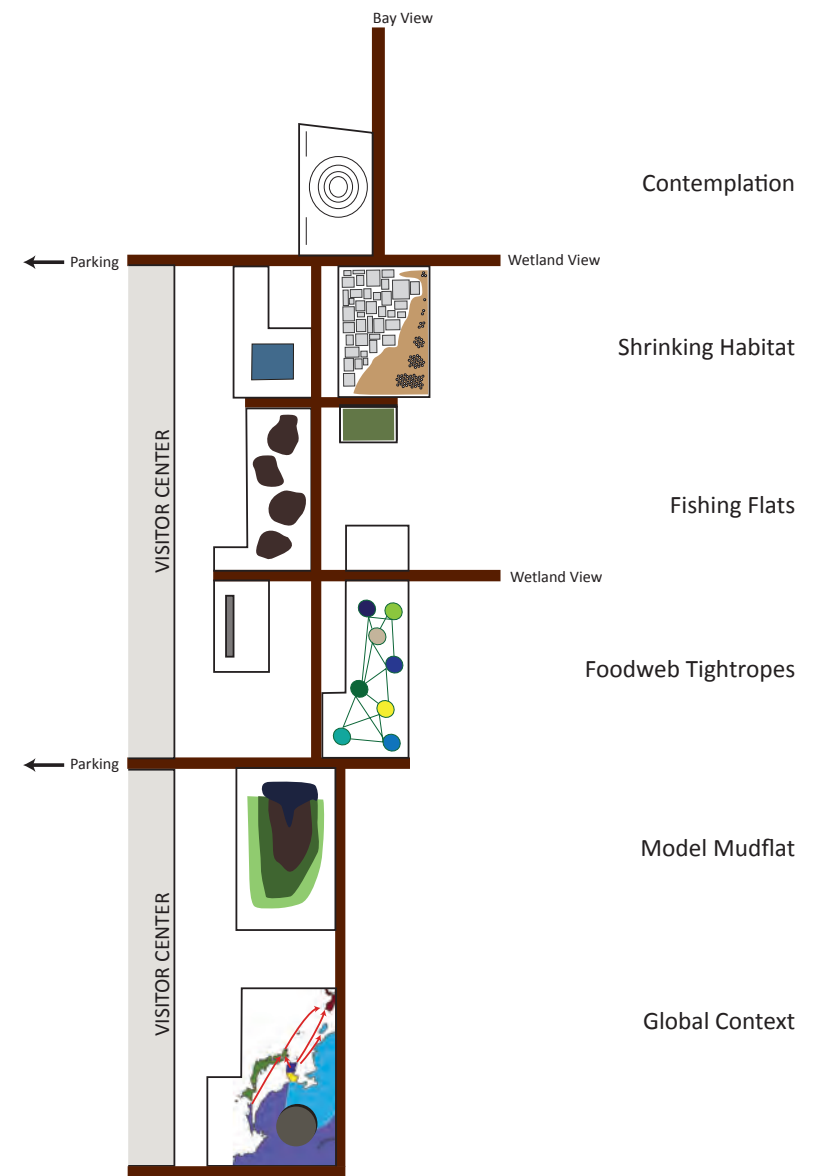 Bay View
Contemplation
Parking
Wetland View
Shrinking Habitat
VISITOR CENTER
Fishing Flats
Wetland View
Foodweb Tightropes
Parking
Model Mudflat
VISITOR CENTER
Global Context